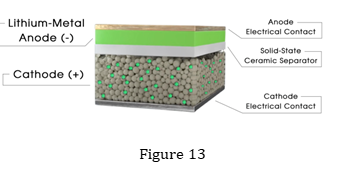 Lithium-Metal
Anode (-)
Cathode (+)
Anode
Electrical Contact
Solid-State
Ceramic Separator
Cathode
Electrical Contact
Figure 13